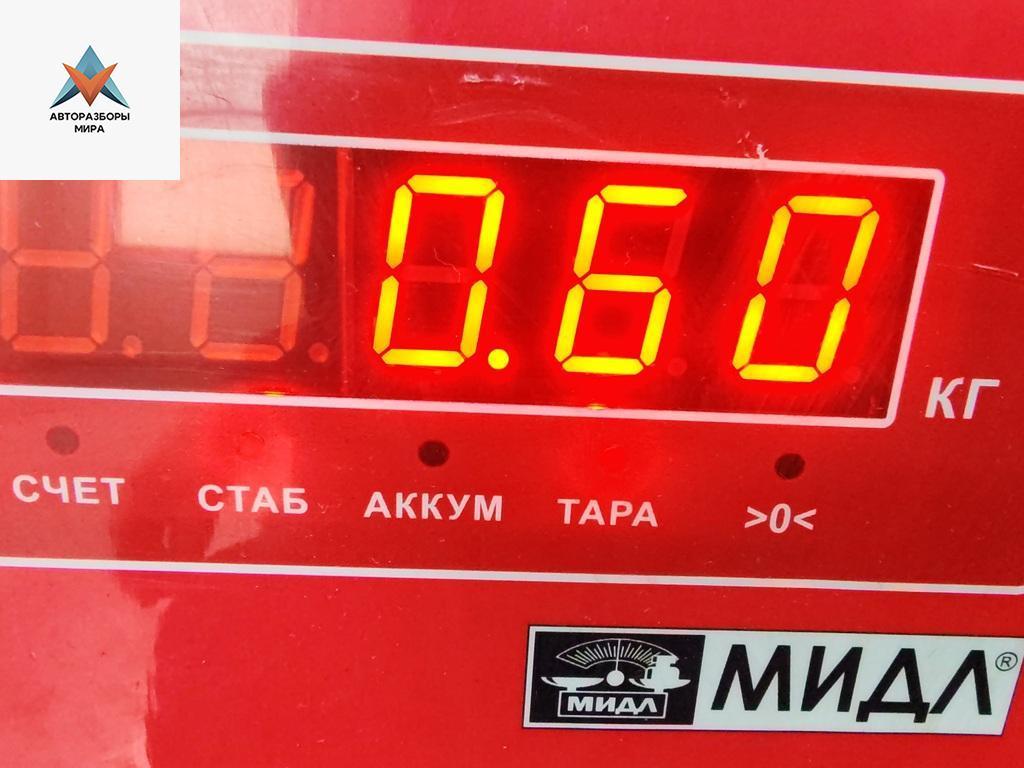 АВТОРАЗБОРЫ
МИРА
0.60
КГ
СЧЕТ СТАБ АККУМ ТАРА >0<
МИДЛ МИДЛ®